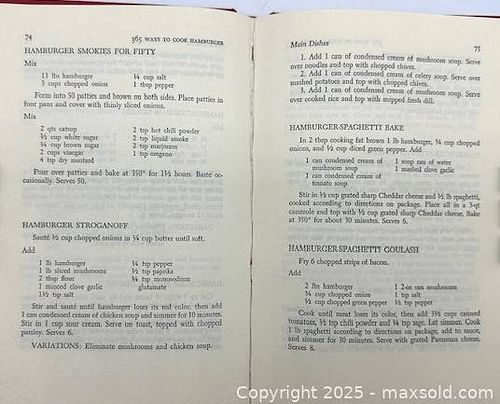 74
365 WAYS TO COOK HAMBURGER
HAMBURGER SMOKIES FOR FIFTY
Mix
13 lbs hamburger
¼ cup salt
3 cups chopped onions
1 tbsp pepper
Form into 50 patties and brown on both sides. Place patties in
four pans and cover with thinly sliced onions.
Mix
2 qts catsup
2 tsp hot chili powder
½ cup white sugar
2 tsp liquid smoke
¾ cup brown sugar
2 tsp marjoram
2 cups vinegar
1 tsp oregano
4 tsp dry mustard
Pour over patties and bake at 350° for 1½ hours. Baste oc-
casionally. Serves 50.
HAMBURGER STROGANOFF
Sauté ½ cup chopped onions in ¼ cup butter until soft.
Add
1 lb hamburger
¼ tsp pepper
1 lb sliced mushrooms
½ tsp paprika
2 tbsp flour
¼ tsp monosodium
1 mashed clove garlic
glutamate
1½ tsp salt
Stir and sauté until hamburger loses its red color, then add
1 can condensed cream of chicken soup and simmer for 10 minutes.
Stir in 1 cup sour cream. Serve on toast, topped with chopped
parsley. Serves 6.
VARIATIONS: Eliminate mushrooms and chicken soup.
Main Dishes
75
1. Add 1 can of condensed cream of mushroom soup. Serve
over noodles and top with chopped chives.
2. Add 1 can of condensed cream of celery soup. Serve over
mashed potatoes and top with chopped chives.
3. Add 1 can of condensed cream of mushroom soup. Serve
over cooked rice and top with snipped fresh dill.
HAMBURGER-SPAGHETTI BAKE
In 2 tbsp cooking fat brown 1 lb hamburger, ¾ cup chopped
onions, and ½ cup diced green pepper. Add
1 can condensed cream of
mushroom soup
1 soup can of water
1 mashed clove garlic
1 can condensed cream of
tomato soup
Stir in ½ cup grated sharp Cheddar cheese and ½ lb spaghetti,
cooked according to directions on package. Place all in a 3-qt
casserole and top with ½ cup grated sharp Cheddar cheese. Bake
at 350° for about 30 minutes. Serves 6.
HAMBURGER-SPAGHETTI GOULASH
Fry 6 chopped strips of bacon.
Add
2 lbs hamburger
1 2-oz can mushrooms
¾ cup chopped onion
1 tsp salt
½ cup chopped green pepper
½ tsp pepper
Cook until meat loses its color, then add 3½ cups canned
tomatoes, ½ tsp chili powder and ¼ tsp sage. Let simmer. Cook
1 lb spaghetti according to directions on package, add to sauce,
and simmer for 30 minutes. Serve with grated Parmesan cheese.
Serves 8.
Copyright 2025 - maxsold.com